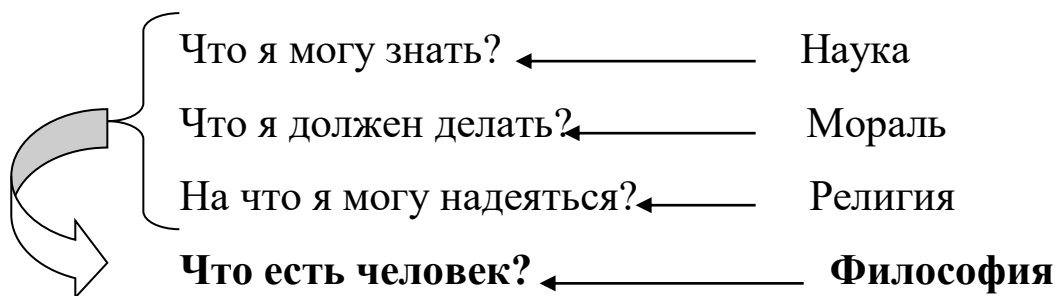 Что я могу знать? Наука
Что я должен делать? Мораль
На что я могу надеяться? Религия
Что есть человек? Философия